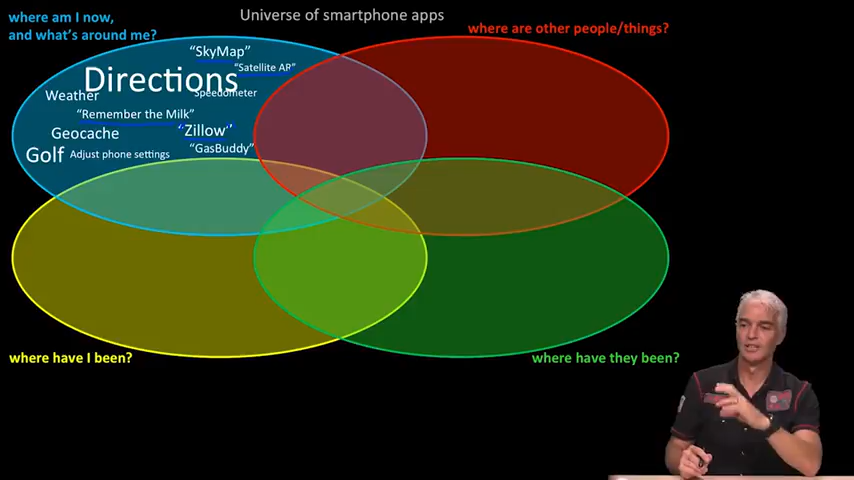 Universe of smartphone apps
where am I now,
and what's around me?
where are other people/things?
"SkyMap"
"Satellite AR"
Directions
Speedometer
Weather
"Remember the Milk"
Geocache
"Zillow"
"GasBuddy"
Golf
Adjust phone settings
where have I been?
where have they been?